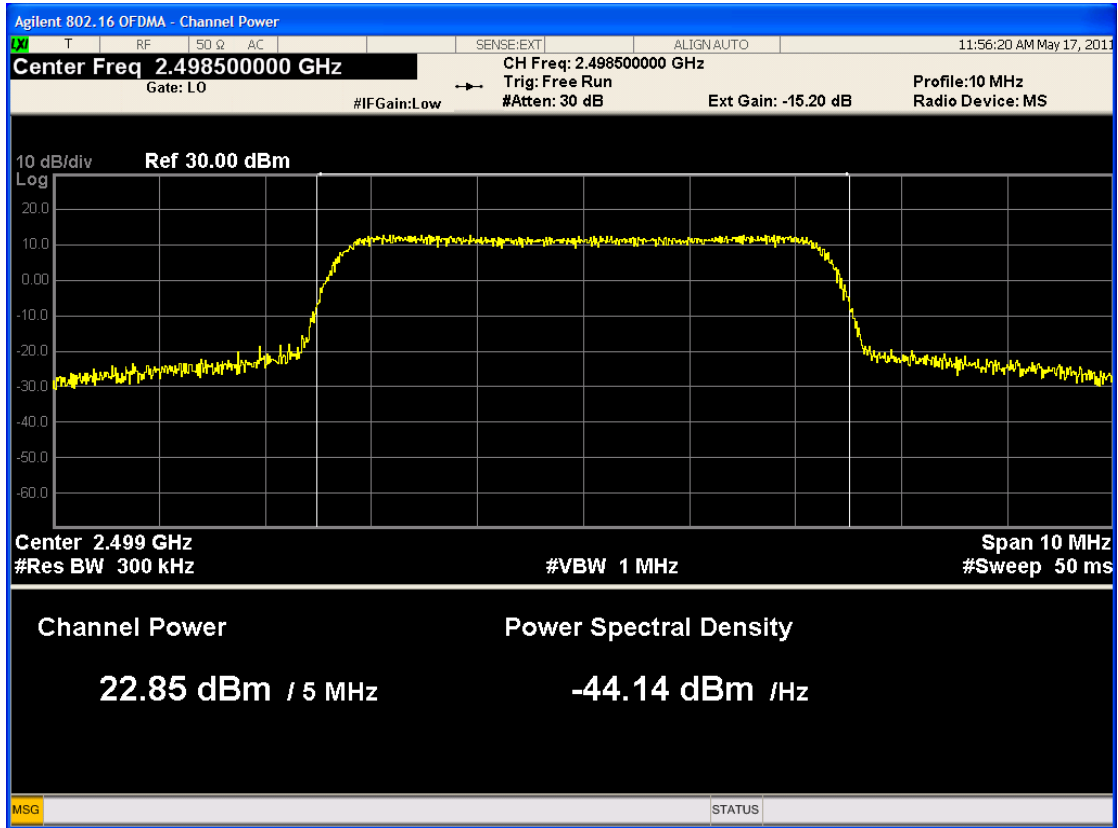 Agilent 802.16 OFDMA - Channel Power
LXI T RF 50 Ω AC SENSE:EXT ALIGN AUTO 11:56:20 AM May 17, 2011
Center Freq 2.498500000 GHz
Gate: LO
#IFGain:Low
CH Freq: 2.498500000 GHz
Trig: Free Run
#Atten: 30 dB
Ext Gain: -15.20 dB
Profile:10 MHz
Radio Device: MS
10 dB/div Ref 30.00 dBm
Log
20.0
10.0
0.00
-10.0
-20.0
-30.0
-40.0
-50.0
-60.0
Center 2.499 GHz Span 10 MHz
#Res BW 300 kHz #VBW 1 MHz #Sweep 50 ms
Channel Power Power Spectral Density
22.85 dBm / 5 MHz -44.14 dBm /Hz
MSG STATUS